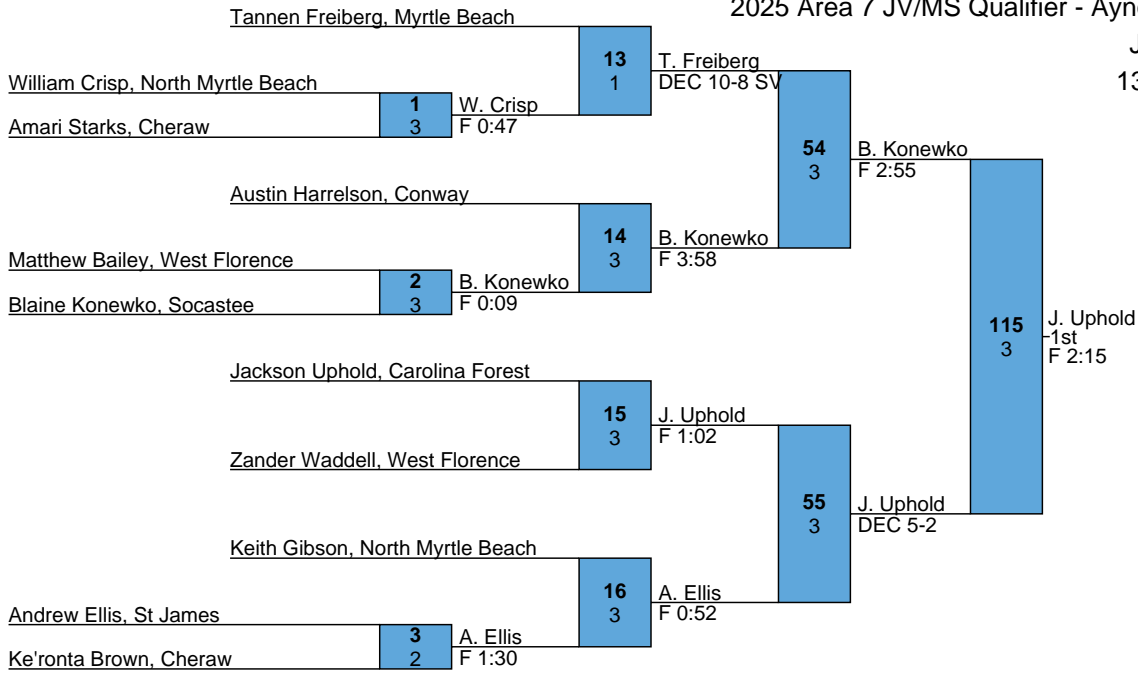 2025 Area 7 JV/MS Qualifier - Ayn
J
13
Tannen Freiberg, Myrtle Beach
13
1
T. Freiberg
DEC 10-8 SV
William Crisp, North Myrtle Beach
1
3
W. Crisp
F 0:47
Amari Starks, Cheraw
54
3
B. Konewko
F 2:55
Austin Harrelson, Conway
14
3
B. Konewko
F 3:58
Matthew Bailey, West Florence
2
3
B. Konewko
F 0:09
Blaine Konewko, Socastee
115
3
J. Uphold
1st
F 2:15
Jackson Uphold, Carolina Forest
15
3
J. Uphold
F 1:02
Zander Waddell, West Florence
55
3
J. Uphold
DEC 5-2
Keith Gibson, North Myrtle Beach
16
3
A. Ellis
F 0:52
Andrew Ellis, St James
3
2
A. Ellis
F 1:30
Ke'ronta Brown, Cheraw